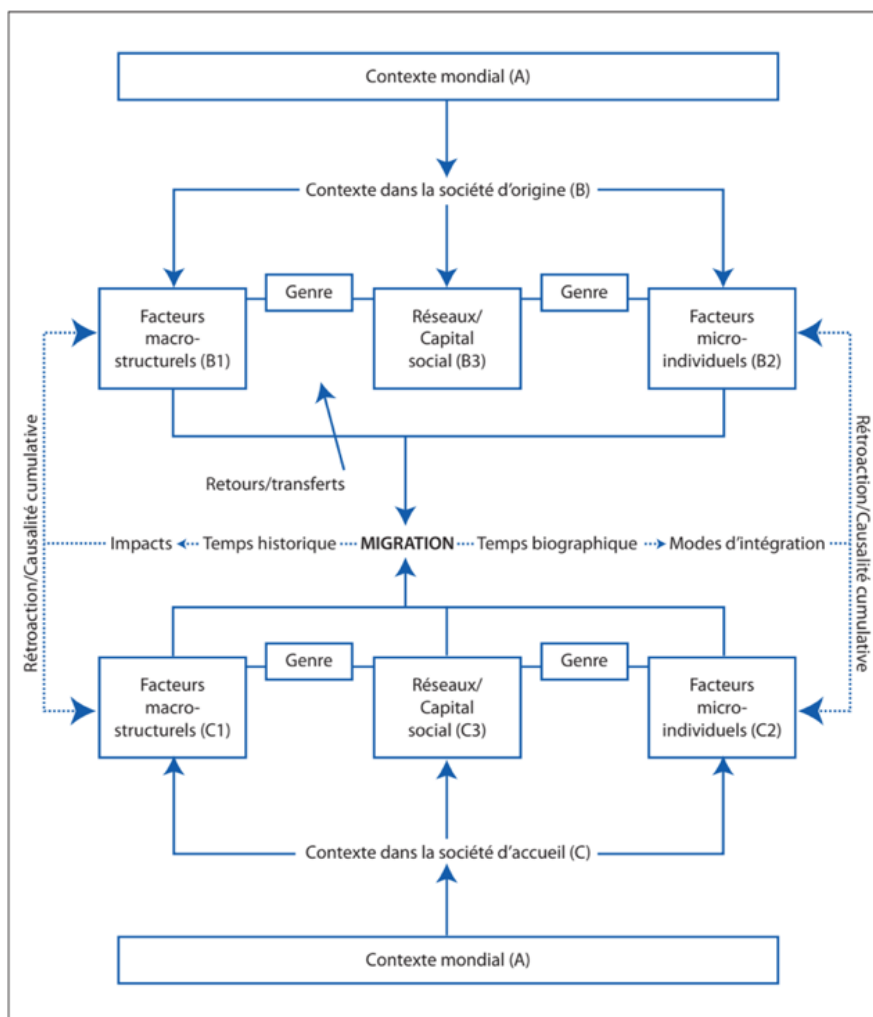 Contexte mondial (A)
Contexte dans la société d'origine (B)
Genre
Genre
Facteurs
macro-
structurels (B1)
Réseaux/
Capital
social (B3)
Facteurs
micro-
individuels (B2)
Rétroaction/Causalité cumulative
Rétroaction/Causalité cumulative
Retours/transferts
Impacts
Temps historique
MIGRATION
Temps biographique
Modes d'intégration
Genre
Genre
Facteurs
macro-
structurels (C1)
Réseaux/
Capital
social (C3)
Facteurs
micro-
individuels (C2)
Contexte dans la société d'accueil (C)
Contexte mondial (A)